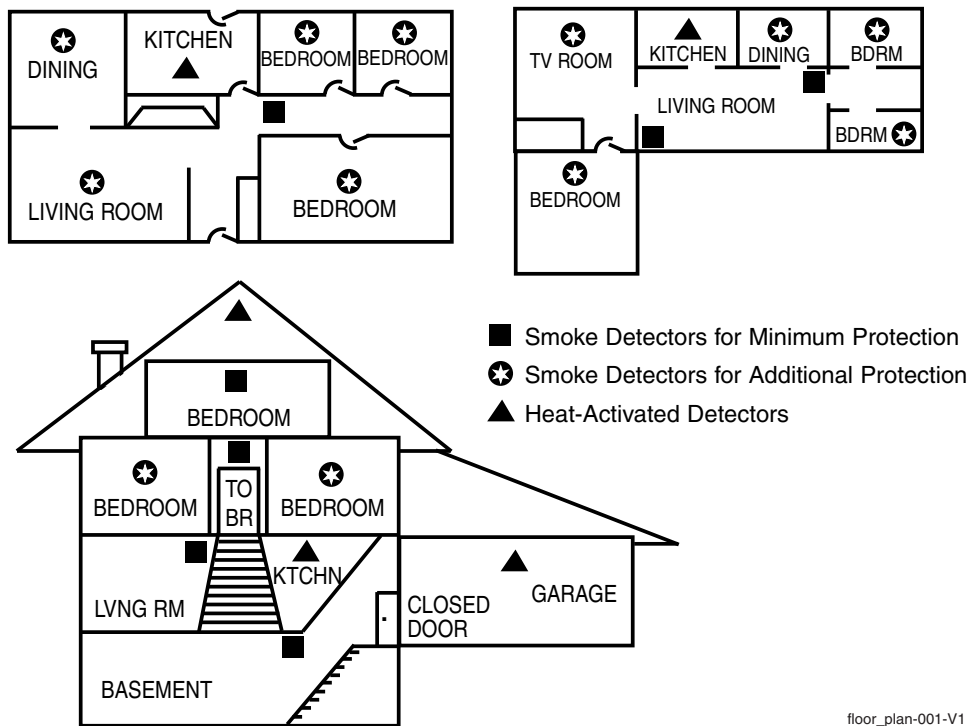 DINING
KITCHEN
BEDROOM
BEDROOM
LIVING ROOM
BEDROOM
TV ROOM
KITCHEN
DINING
BDRM
LIVING ROOM
BDRM
BEDROOM
Smoke Detectors for Minimum Protection
Smoke Detectors for Additional Protection
Heat-Activated Detectors
BEDROOM
BEDROOM
TO
BR
BEDROOM
LVNG RM
KTCHN
CLOSED
DOOR
GARAGE
BASEMENT
floor_plan-001-V1